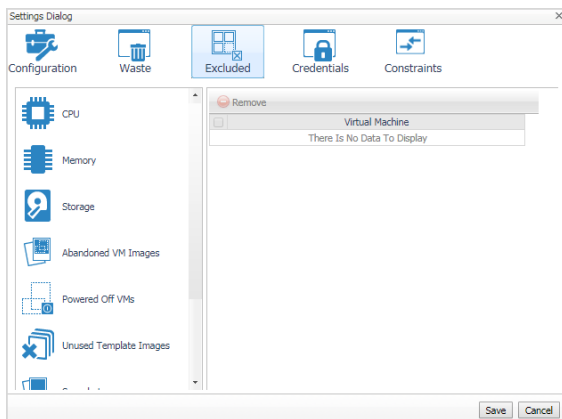 Settings Dialog
Configuration
Waste
Excluded
Credentials
Constraints
CPU
Memory
Storage
Abandoned VM Images
Powered Off VMs
Unused Template Images
Remove
Virtual Machine
There Is No Data To Display
Save
Cancel